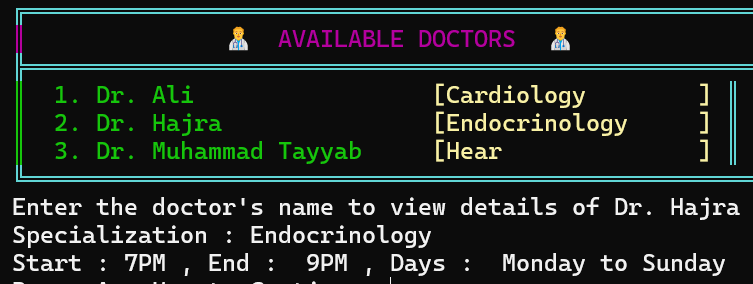 AVAILABLE DOCTORS
1. Dr. Ali [Cardiology ]
2. Dr. Hajra [Endocrinology ]
3. Dr. Muhammad Tayyab [Hear ]
Enter the doctor's name to view details of Dr. Hajra
Specialization : Endocrinology
Start : 7PM , End : 9PM , Days : Monday to Sunday